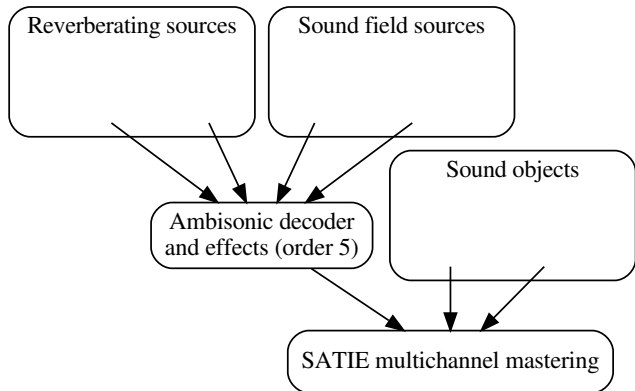 Reverberating sources
Sound field sources
Sound objects
Ambisonic decoder
and effects (order 5)
SATIE multichannel mastering